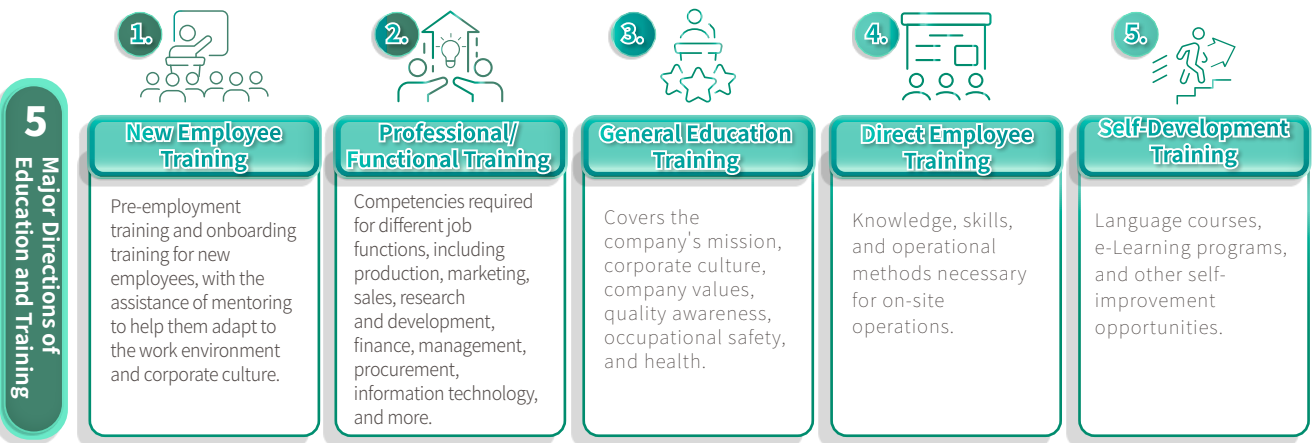 5
Major Directions of
Education and Training
1.
New Employee
Training
Pre-employment
training and onboarding
training for new
employees, with the
assistance of mentoring
to help them adapt to
the work environment
and corporate culture.
2.
Professional/
Functional Training
Competencies required
for different job
functions, including
production, marketing,
sales, research
and development,
finance, management,
procurement,
information technology,
and more.
3.
General Education
Training
Covers the
company's mission,
corporate culture,
company values,
quality awareness,
occupational safety,
and health.
4.
Direct Employee
Training
Knowledge, skills,
and operational
methods necessary
for on-site
operations.
5.
Self-Development
Training
Language courses,
e-Learning programs,
and other self-
improvement
opportunities.